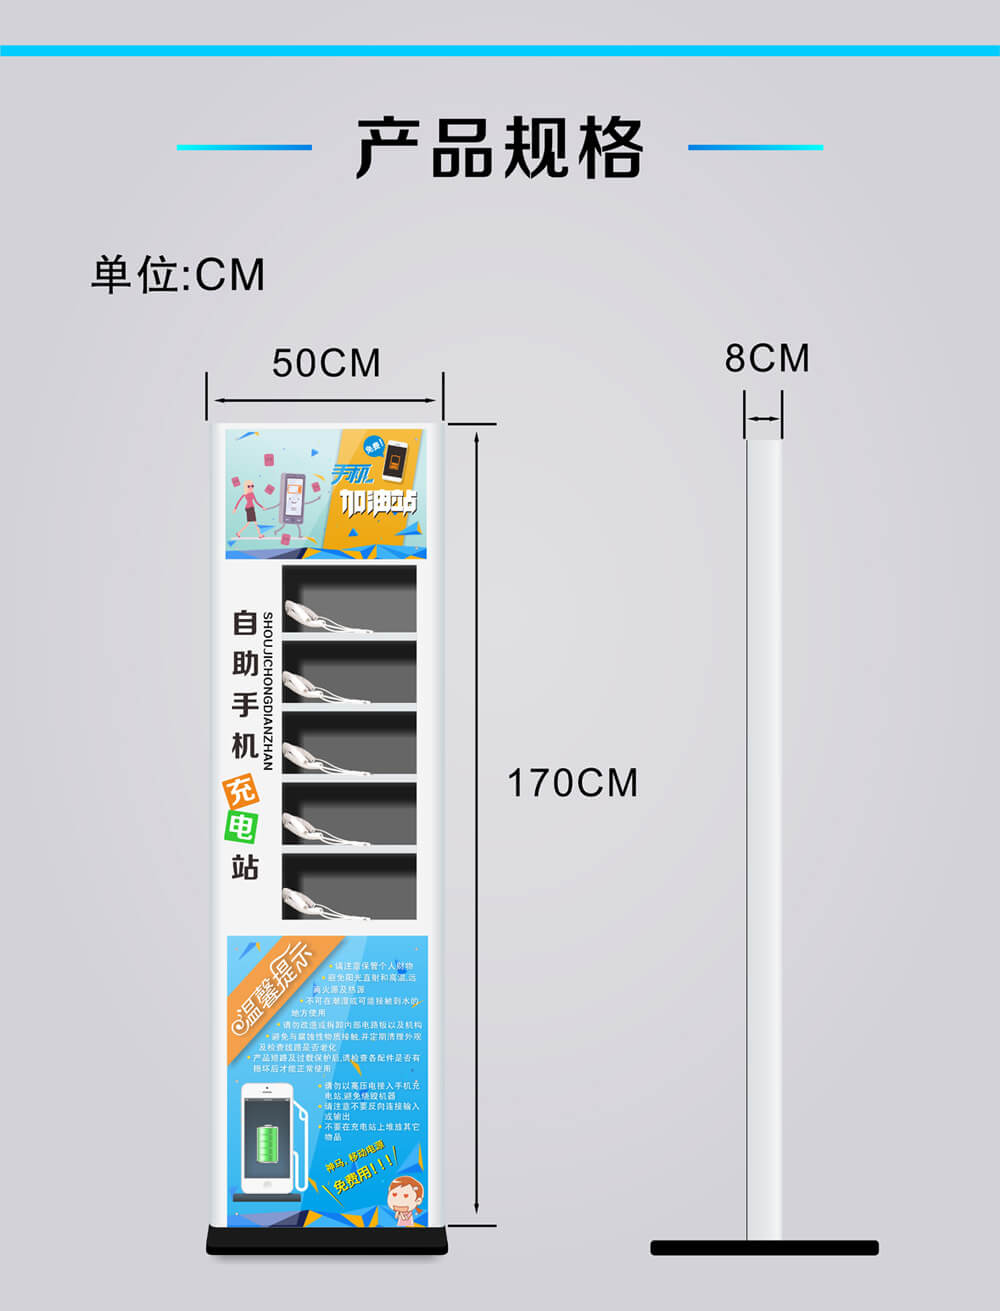 产品规格
单位:CM
50CM
8CM
免费!
手机
加油站
自助手机充电站
SHOUJICHONGDIANZHAN
170CM
温馨提示
•请注意保管个人财物
•避免阳光直射和高温,远
离火源及热源
•不可在潮湿或可能接触到水的
地方使用
•请勿改造或拆卸内部电路板以及机构
•避免与腐蚀性物质接触,并定期清理外观
及检查线路是否老化
•产品短路及过载保护后,请检查各配件是否有
损坏后才能正常使用
•请勿以高压电接入手机充
电站,避免烧毁机器
•请注意不要反向连接输入
或输出
•不要在充电站上堆放其它
物品
神马,移动电源
免费用!!!